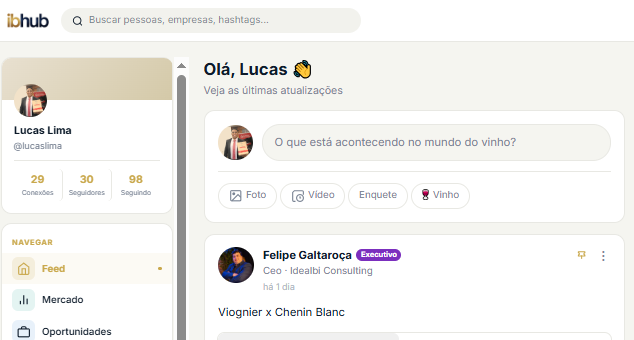 ibhub
Buscar pessoas, empresas, hashtags...
Lucas Lima
@lucaslima
29 30 98
Conexões Seguidores Seguindo
NAVEGAR
Feed
Mercado
Oportunidades
Olá, Lucas 👋
Veja as últimas atualizações
O que está acontecendo no mundo do vinho?
Foto Vídeo Enquete 🍷 Vinho
Felipe Galtaroça Executivo
Ceo · Idealbi Consulting
há 1 dia
Viognier x Chenin Blanc